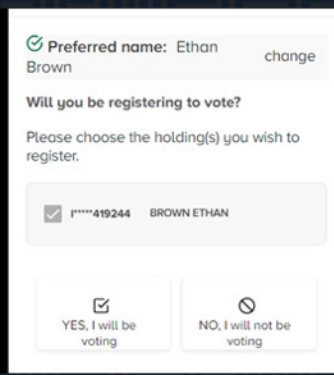 Preferred name: Ethan Brown change
Will you be registering to vote?
Please choose the holding(s) you wish to
register.
I*****419244 BROWN ETHAN
YES, I will be
voting
NO, I will not be
voting